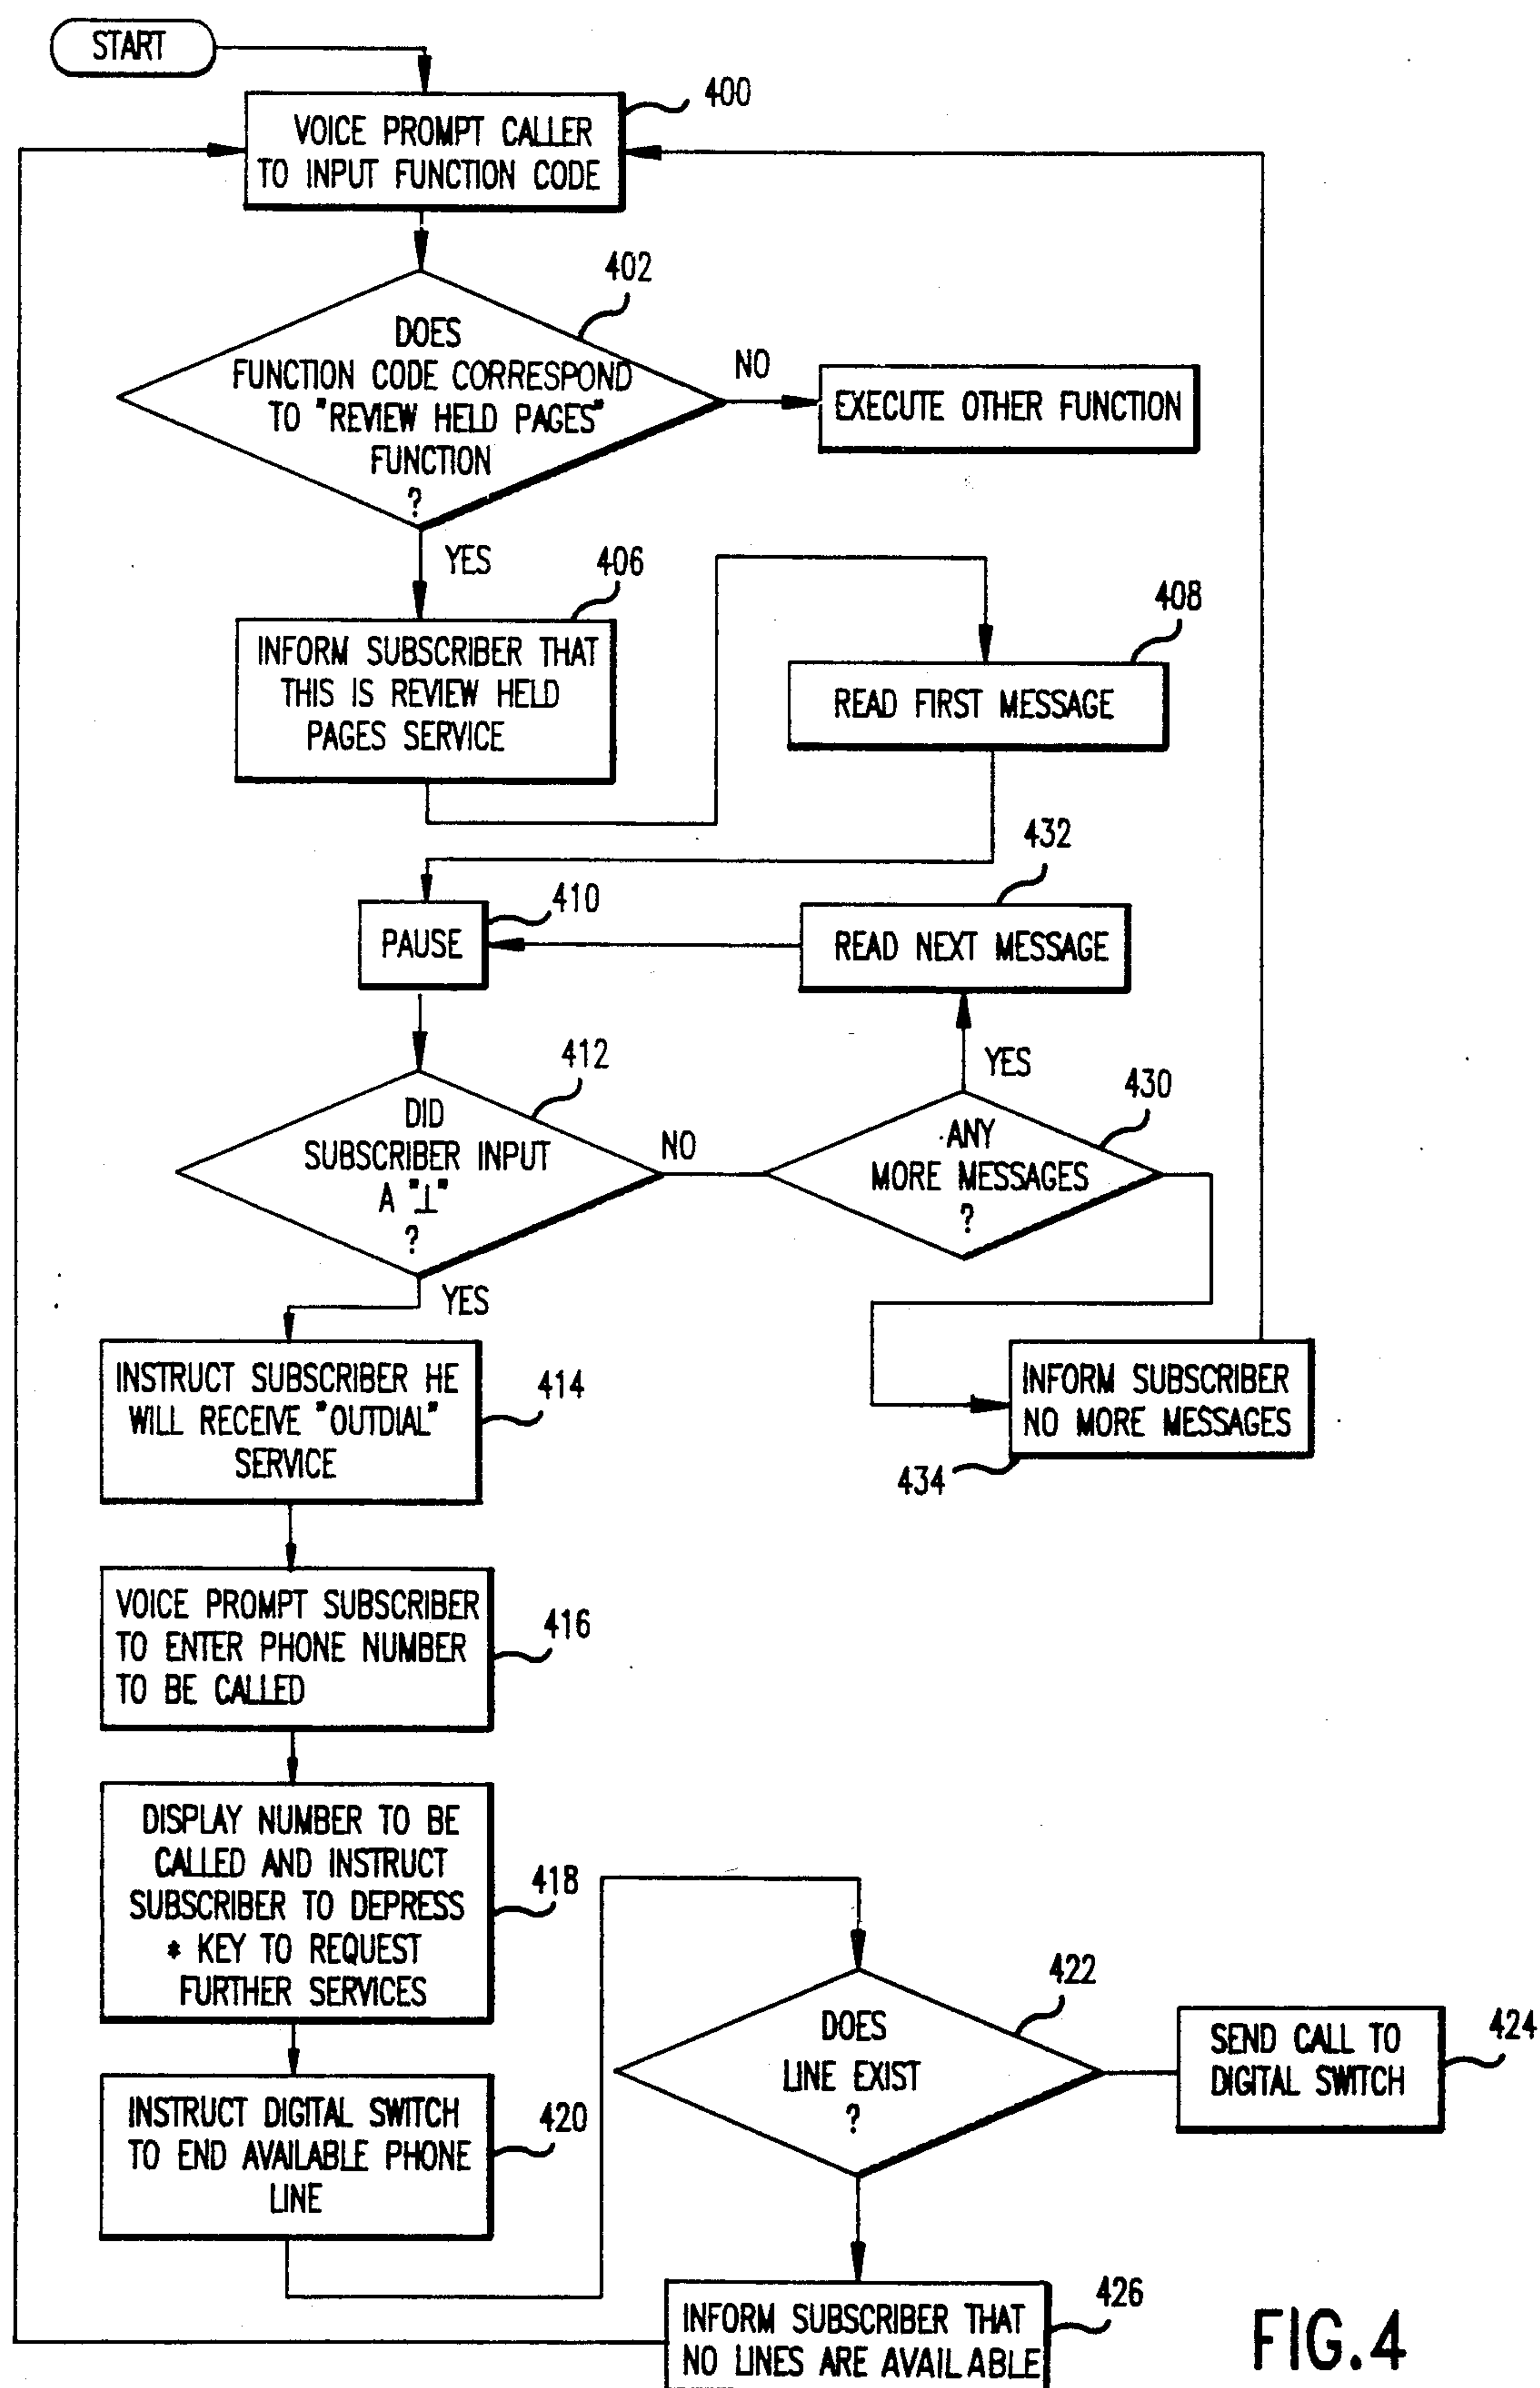 START
400
VOICE PROMPT CALLER
TO INPUT FUNCTION CODE
402
DOES
FUNCTION CODE CORRESPOND
TO "REVIEW HELD PAGES"
FUNCTION
?
NO
EXECUTE OTHER FUNCTION
YES
406
INFORM SUBSCRIBER THAT
THIS IS REVIEW HELD
PAGES SERVICE
408
READ FIRST MESSAGE
432
410
PAUSE
READ NEXT MESSAGE
412
DID
SUBSCRIBER INPUT
A "1"
?
NO
YES
430
ANY
MORE MESSAGES
?
YES
INSTRUCT SUBSCRIBER HE
WILL RECEIVE "OUTDIAL"
SERVICE
414
INFORM SUBSCRIBER
NO MORE MESSAGES
434
VOICE PROMPT SUBSCRIBER
TO ENTER PHONE NUMBER
TO BE CALLED
416
DISPLAY NUMBER TO BE
CALLED AND INSTRUCT
SUBSCRIBER TO DEPRESS
* KEY TO REQUEST
FURTHER SERVICES
418
INSTRUCT DIGITAL SWITCH
TO END AVAILABLE PHONE
LINE
420
422
DOES
LINE EXIST
?
SEND CALL TO
DIGITAL SWITCH
424
INFORM SUBSCRIBER THAT
NO LINES ARE AVAILABLE
426
FIG.4